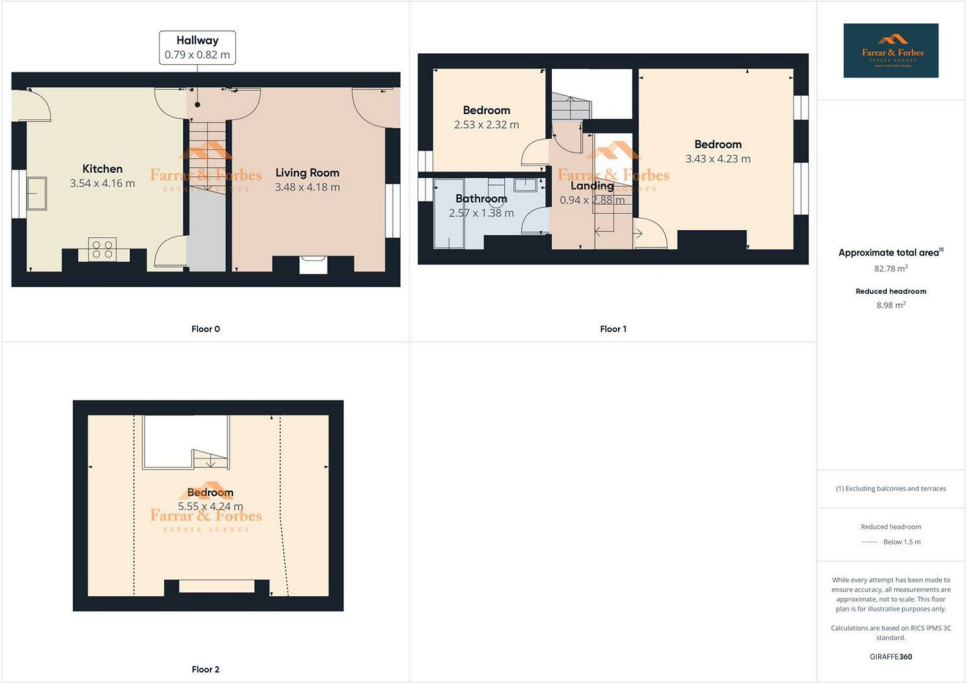 Hallway
0.79 x 0.82 m
Kitchen
3.54 x 4.16 m
Living Room
3.48 x 4.18 m
Farrar & Forbes
ESTATE AGENTS
Floor 0
Bedroom
2.53 x 2.32 m
Bedroom
3.43 x 4.23 m
Bathroom
2.57 x 1.38 m
Landing
0.94 x 2.88 m
Farrar & Forbes
ESTATE AGENTS
Floor 1
Bedroom
5.55 x 4.24 m
Farrar & Forbes
ESTATE AGENTS
Floor 2
Farrar & Forbes
ESTATE AGENTS
Approximate total area(1)
82.78 m²
Reduced headroom
8.98 m²
(1) Excluding balconies and terraces
Reduced headroom
Below 1.5 m
While every attempt has been made to
ensure accuracy, all measurements are
approximate, not to scale. This floor
plan is for illustrative purposes only.
Calculations are based on RICS IPMS 3C
standard.
GIRAFFE360